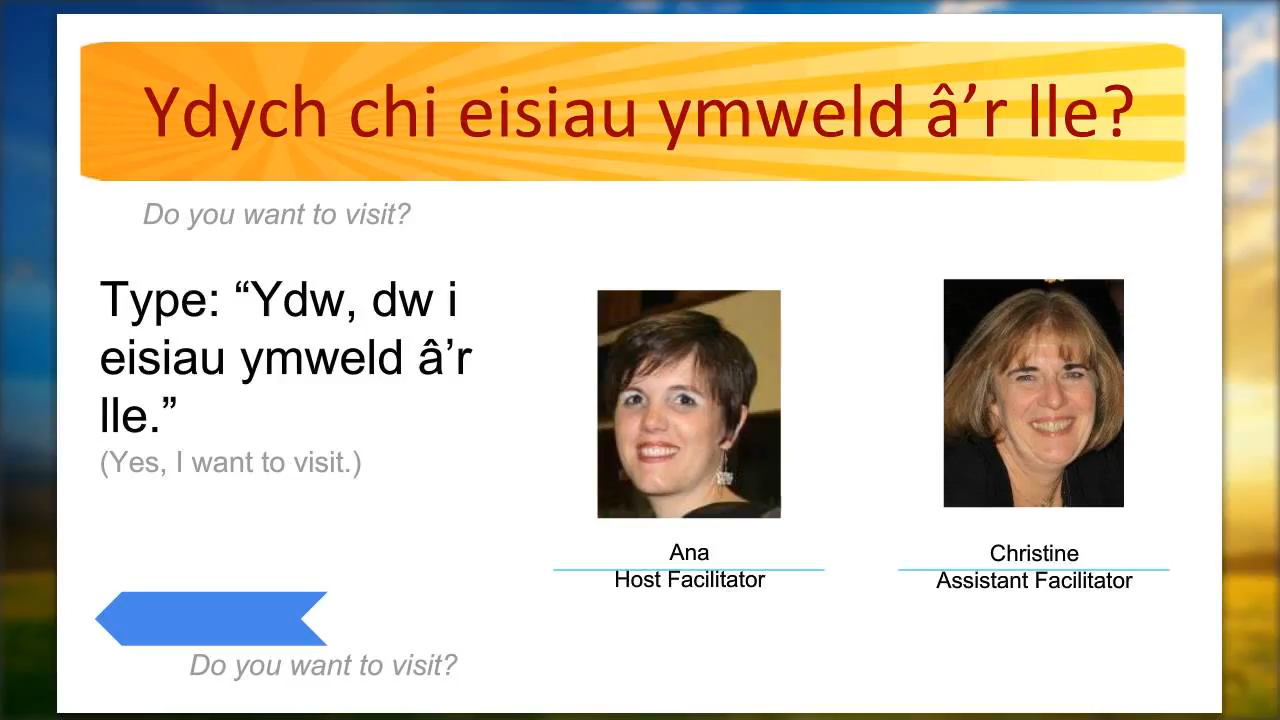 Ydych chi eisiau ymweld â’r lle?
Do you want to visit?
Type: “Ydw, dw i
eisiau ymweld â’r
lle.”
(Yes, I want to visit.)
Ana
Host Facilitator
Christine
Assistant Facilitator
Do you want to visit?